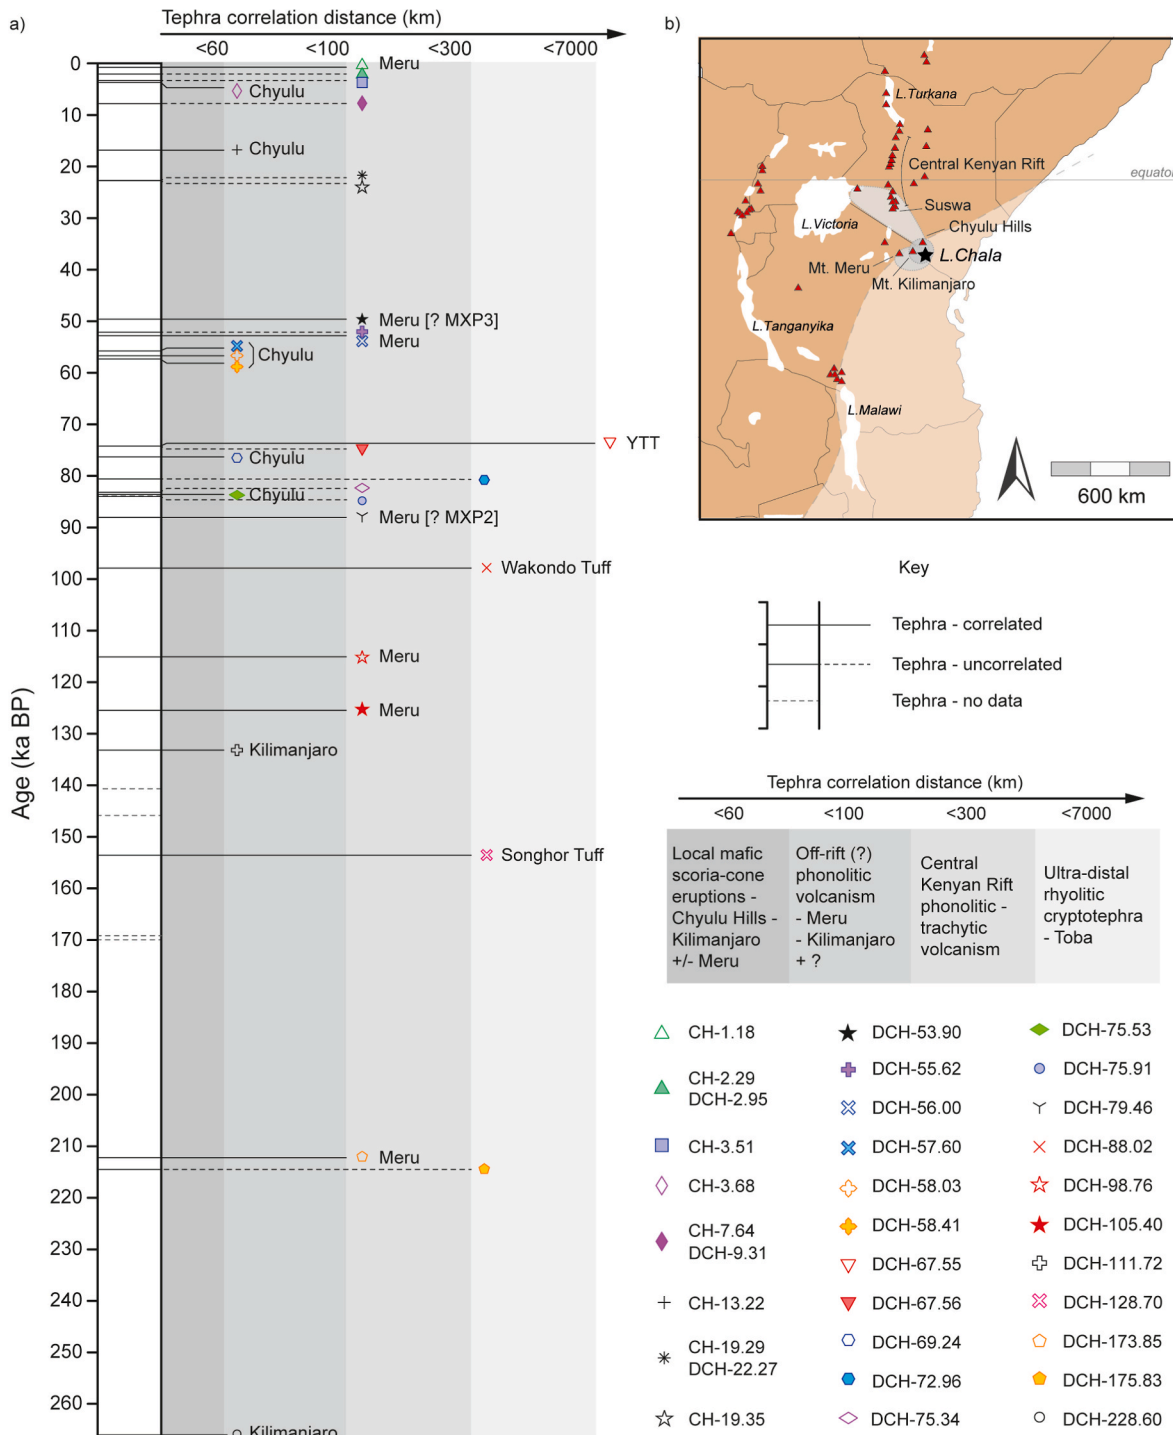 a)
Tephra correlation distance (km)
<60
<100
<300
<7000
Age (ka BP)
0
10
20
30
40
50
60
70
80
90
100
110
120
130
140
150
160
170
180
190
200
210
220
230
240
250
260
Meru
Chyulu
Chyulu
Meru [? MXP3]
Meru
Chyulu
YTT
Chyulu
Chyulu
Meru [? MXP2]
Wakondo Tuff
Meru
Meru
Kilimanjaro
Songhor Tuff
Meru
Kilimanjaro
b)
L.Turkana
Central Kenyan Rift
equator
Suswa
L.Victoria
Chyulu Hills
L.Chala
Mt. Meru
Mt. Kilimanjaro
L.Tanganyika
L.Malawi
600 km
Key
Tephra - correlated
Tephra - uncorrelated
Tephra - no data
Tephra correlation distance (km)
<60
<100
<300
<7000
Local mafic
scoria-cone
eruptions -
Chyulu Hills -
Kilimanjaro
+/- Meru
Off-rift (?)
phonolitic
volcanism
- Meru
- Kilimanjaro
+ ?
Central
Kenyan Rift
phonolitic -
trachytic
volcanism
Ultra-distal
rhyolitic
cryptotephra
- Toba
CH-1.18
CH-2.29
DCH-2.95
CH-3.51
CH-3.68
CH-7.64
DCH-9.31
CH-13.22
CH-19.29
DCH-22.27
CH-19.35
DCH-53.90
DCH-55.62
DCH-56.00
DCH-57.60
DCH-58.03
DCH-58.41
DCH-67.55
DCH-67.56
DCH-69.24
DCH-72.96
DCH-75.34
DCH-75.53
DCH-75.91
DCH-79.46
DCH-88.02
DCH-98.76
DCH-105.40
DCH-111.72
DCH-128.70
DCH-173.85
DCH-175.83
DCH-228.60